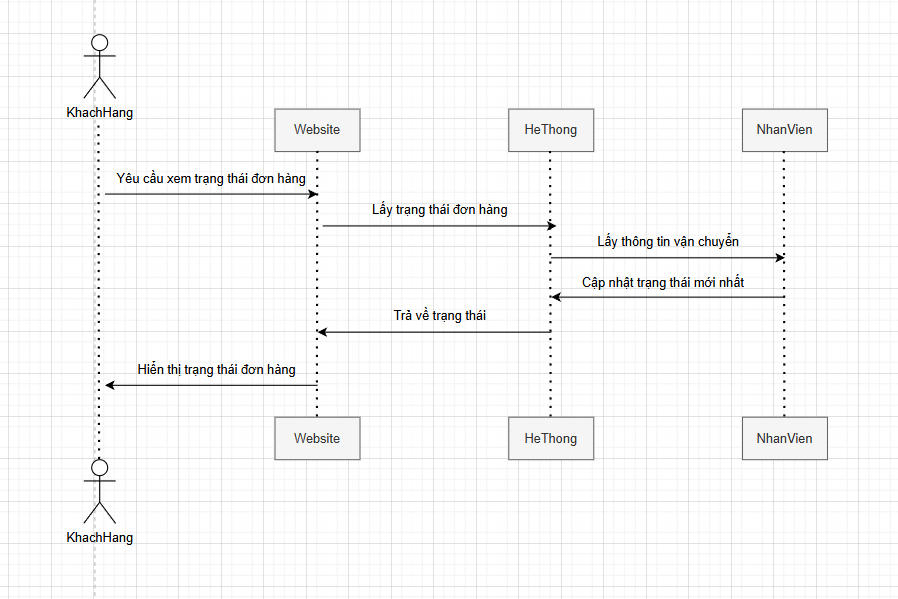 KhachHang
Website
HeThong
NhanVien
Yêu cầu xem trạng thái đơn hàng
Lấy trạng thái đơn hàng
Lấy thông tin vận chuyển
Cập nhật trạng thái mới nhất
Trả về trạng thái
Hiển thị trạng thái đơn hàng
Website
HeThong
NhanVien
KhachHang